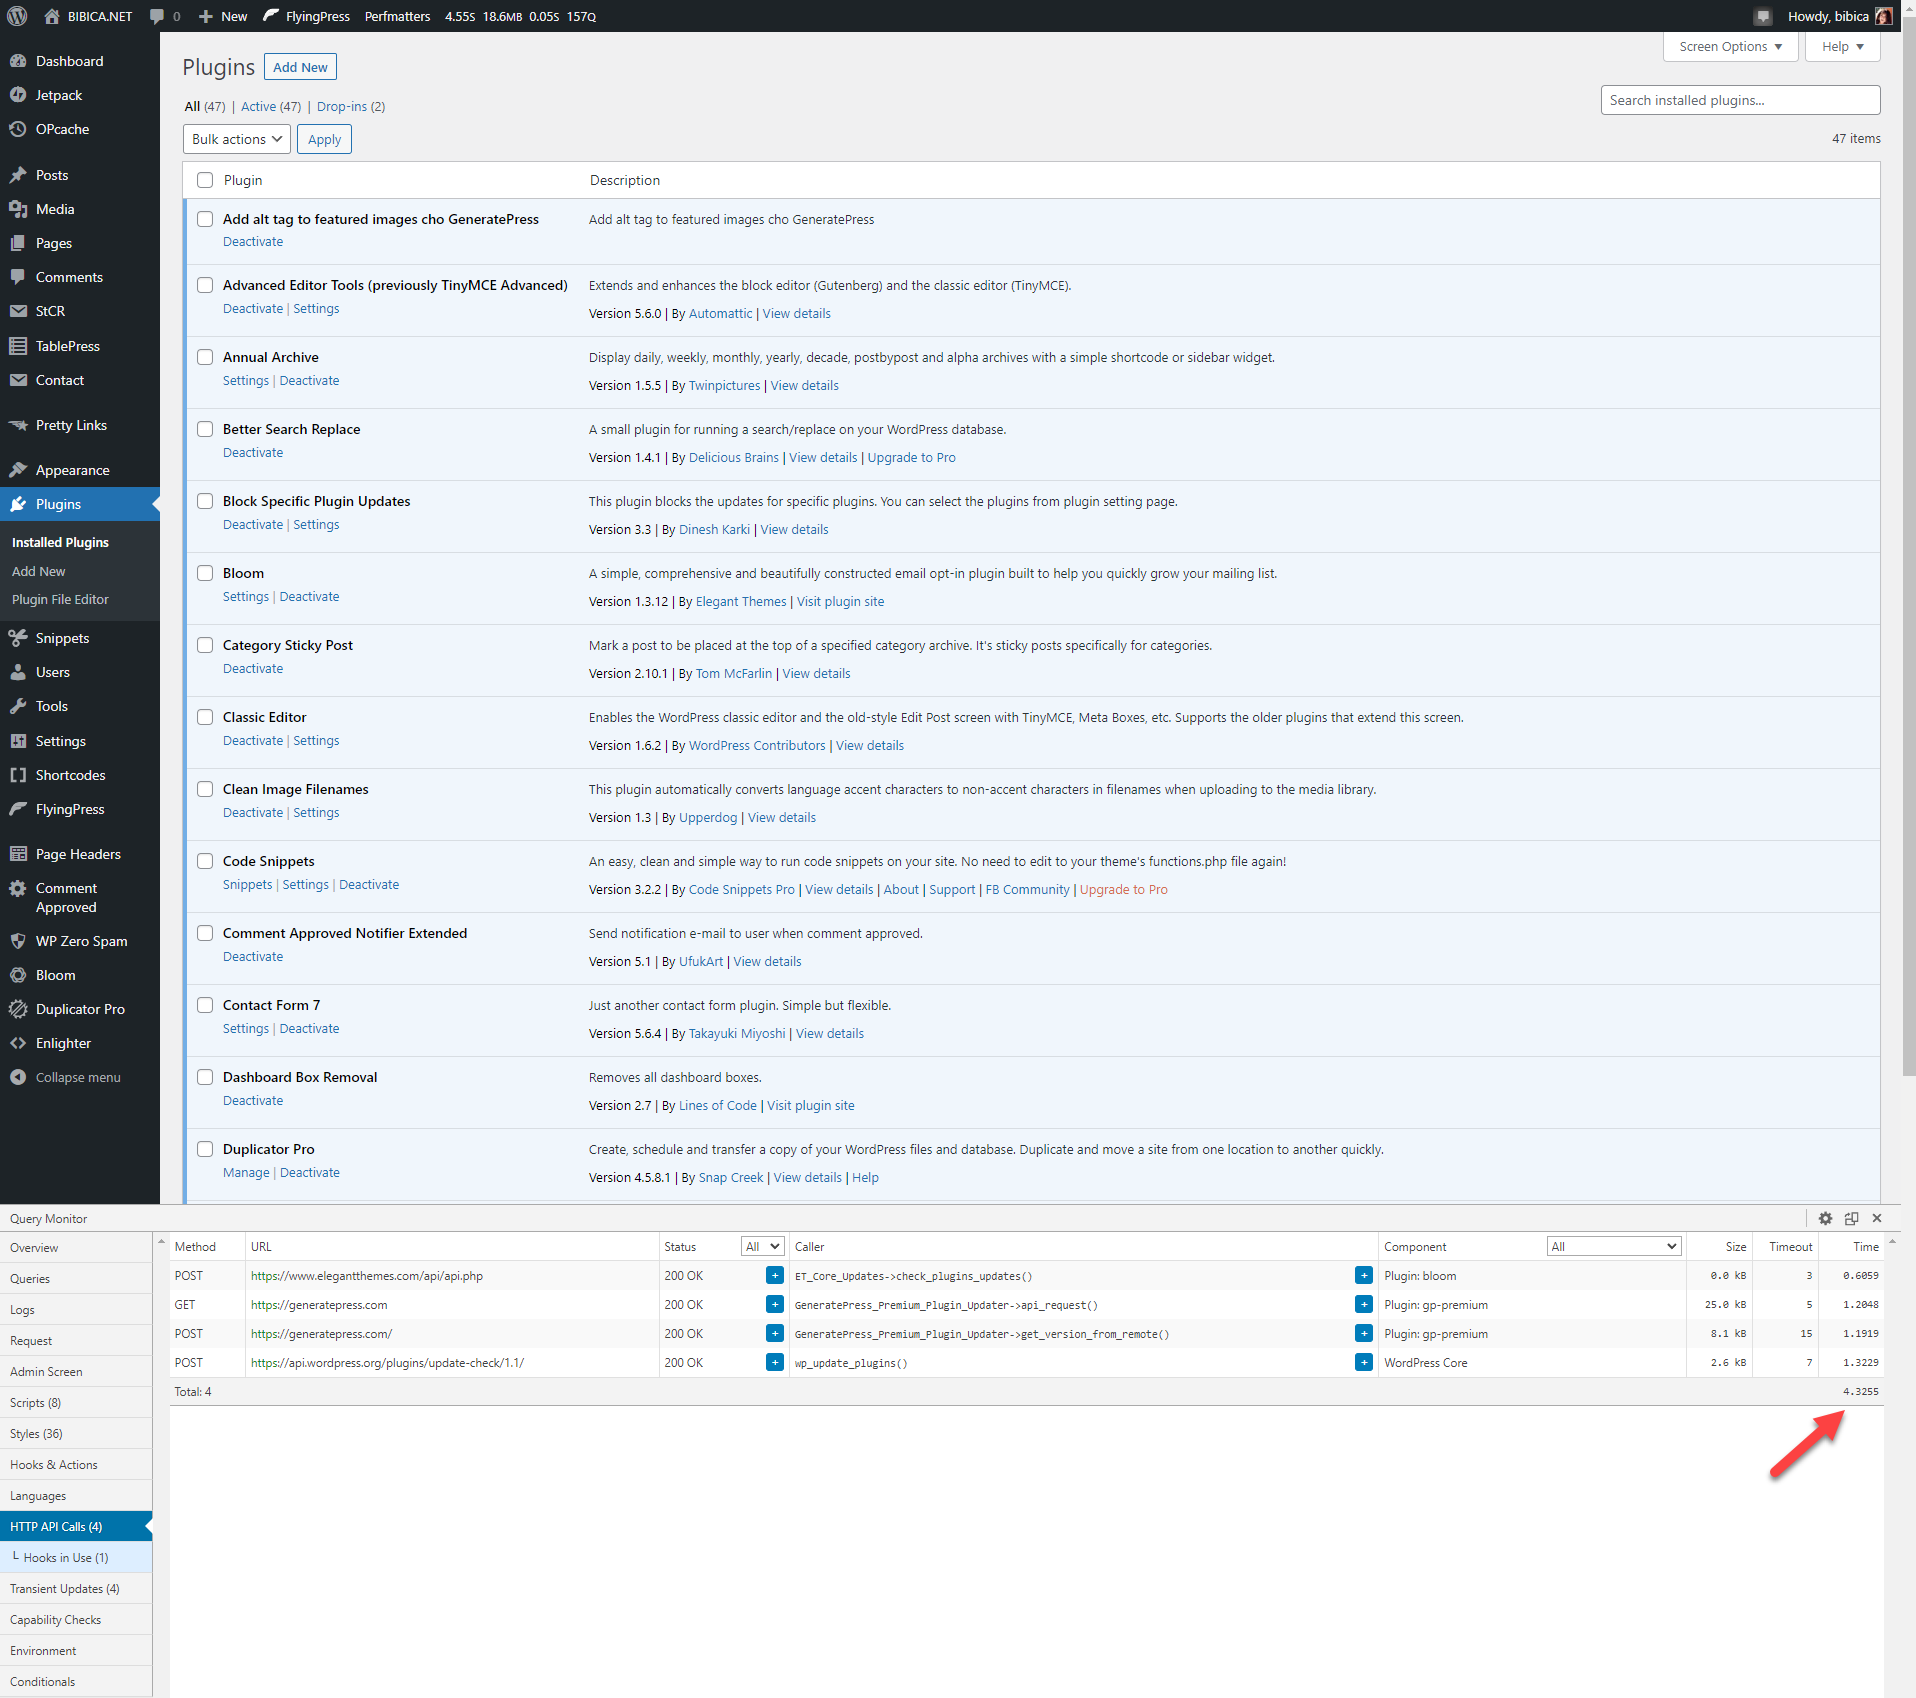 BIBICA.NET 0 New FlyingPress Perfmatters 4.55s 18.6MB 0.05s 157Q Howdy, bibica
Screen Options Help
Dashboard
Jetpack
OPcache
Posts
Media
Pages
Comments
StCR
TablePress
Contact
Pretty Links
Appearance
Plugins
Installed Plugins
Add New
Plugin File Editor
Snippets
Users
Tools
Settings
Shortcodes
FlyingPress
Page Headers
Comment
Approved
WP Zero Spam
Bloom
Duplicator Pro
Enlighter
Collapse menu
Plugins Add New
All (47) | Active (47) | Drop-ins (2)
Search installed plugins...
Bulk actions Apply 47 items
Plugin Description
Add alt tag to featured images cho GeneratePress Add alt tag to featured images cho GeneratePress
Deactivate
Advanced Editor Tools (previously TinyMCE Advanced) Extends and enhances the block editor (Gutenberg) and the classic editor (TinyMCE).
Deactivate | Settings Version 5.6.0 | By Automattic | View details
Annual Archive Display daily, weekly, monthly, yearly, decade, postbypost and alpha archives with a simple shortcode or sidebar widget.
Settings | Deactivate Version 1.5.5 | By Twinpictures | View details
Better Search Replace A small plugin for running a search/replace on your WordPress database.
Deactivate Version 1.4.1 | By Delicious Brains | View details | Upgrade to Pro
Block Specific Plugin Updates This plugin blocks the updates for specific plugins. You can select the plugins from plugin setting page.
Deactivate | Settings Version 3.3 | By Dinesh Karki | View details
Bloom A simple, comprehensive and beautifully constructed email opt-in plugin built to help you quickly grow your mailing list.
Settings | Deactivate Version 1.3.12 | By Elegant Themes | Visit plugin site
Category Sticky Post Mark a post to be placed at the top of a specified category archive. It's sticky posts specifically for categories.
Deactivate Version 2.10.1 | By Tom McFarlin | View details
Classic Editor Enables the WordPress classic editor and the old-style Edit Post screen with TinyMCE, Meta Boxes, etc. Supports the older plugins that extend this screen.
Deactivate | Settings Version 1.6.2 | By WordPress Contributors | View details
Clean Image Filenames This plugin automatically converts language accent characters to non-accent characters in filenames when uploading to the media library.
Deactivate | Settings Version 1.3 | By Upperdog | View details
Code Snippets An easy, clean and simple way to run code snippets on your site. No need to edit to your theme's functions.php file again!
Snippets | Settings | Deactivate Version 3.2.2 | By Code Snippets Pro | View details | About | Support | FB Community | Upgrade to Pro
Comment Approved Notifier Extended Send notification e-mail to user when comment approved.
Deactivate Version 5.1 | By UfukArt | View details
Contact Form 7 Just another contact form plugin. Simple but flexible.
Settings | Deactivate Version 5.6.4 | By Takayuki Miyoshi | View details
Dashboard Box Removal Removes all dashboard boxes.
Deactivate Version 2.7 | By Lines of Code | Visit plugin site
Duplicator Pro Create, schedule and transfer a copy of your WordPress files and database. Duplicate and move a site from one location to another quickly.
Manage | Deactivate Version 4.5.8.1 | By Snap Creek | View details | Help
Query Monitor
Overview
Queries
Logs
Request
Admin Screen
Scripts (8)
Styles (36)
Hooks & Actions
Languages
HTTP API Calls (4)
└ Hooks in Use (1)
Transient Updates (4)
Capability Checks
Environment
Conditionals
Method URL Status All Caller Component All Size Timeout Time
POST https://www.elegantthemes.com/api/api.php 200 OK + ET_Core_Updates->check_plugins_updates() + Plugin: bloom 0.0 kB 3 0.6059
GET https://generatepress.com 200 OK + GeneratePress_Premium_Plugin_Updater->api_request() + Plugin: gp-premium 25.0 kB 5 1.2048
POST https://generatepress.com/ 200 OK + GeneratePress_Premium_Plugin_Updater->get_version_from_remote() + Plugin: gp-premium 8.1 kB 15 1.1919
POST https://api.wordpress.org/plugins/update-check/1.1/ 200 OK + wp_update_plugins() + WordPress Core 2.6 kB 7 1.3229
Total: 4 4.3255